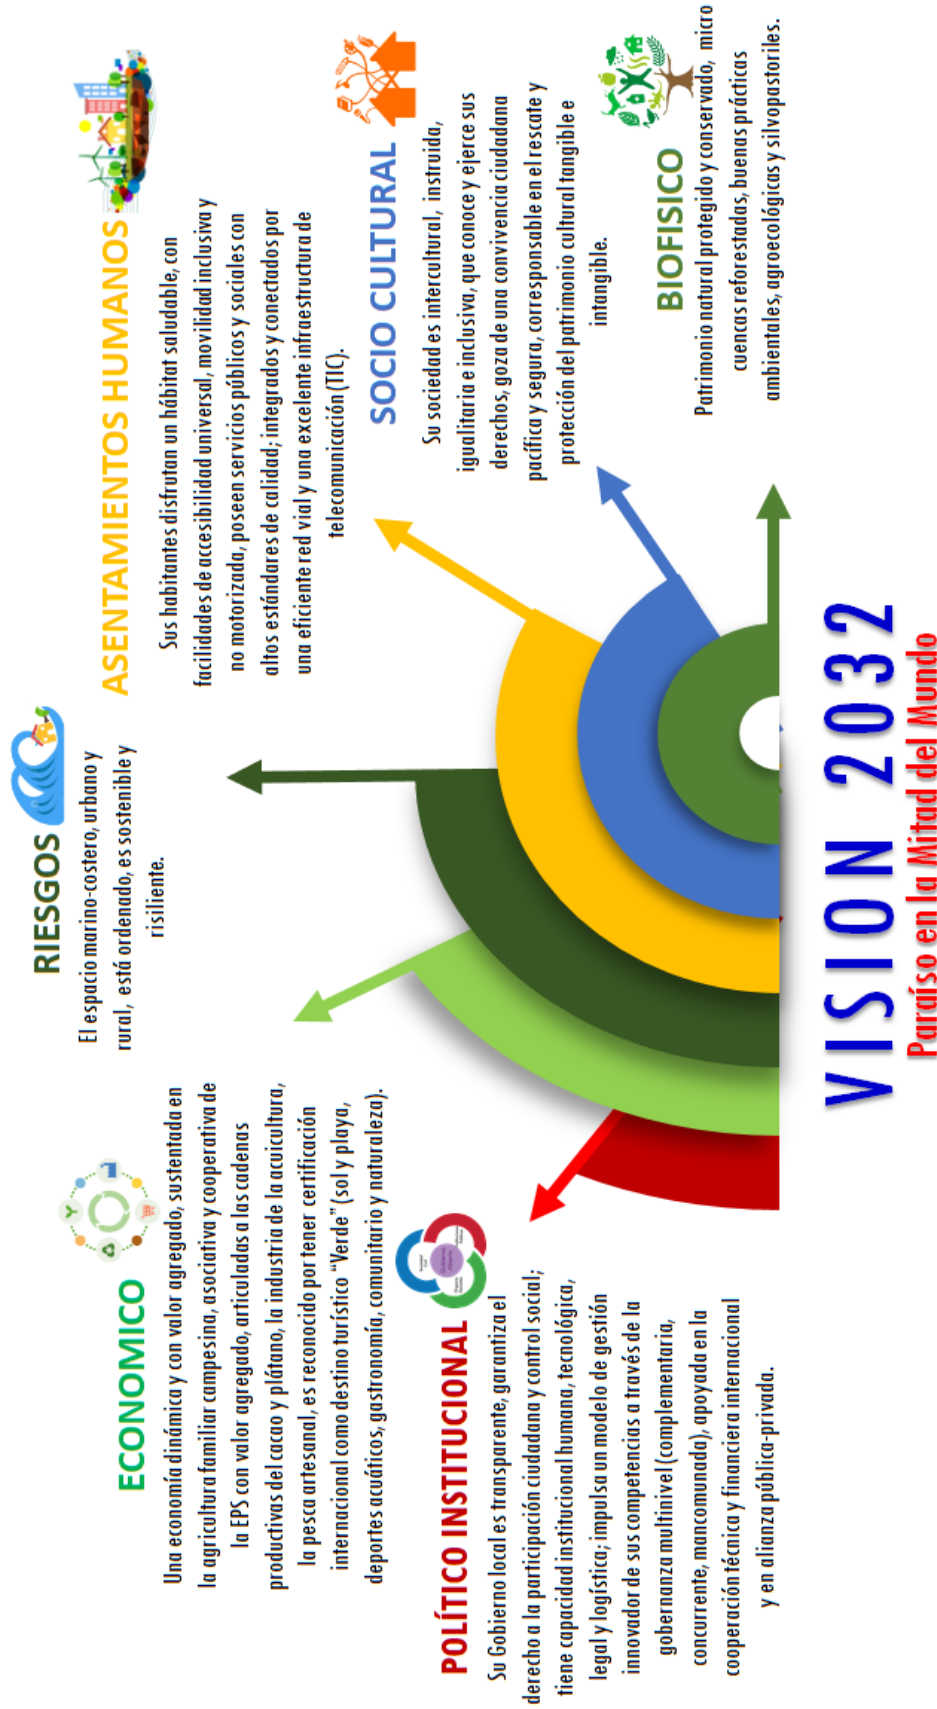 POLÍTICO INSTITUCIONAL
Su Gobierno local es transparente, garantiza el
derecho a la participación ciudadana y control social;
tiene capacidad institucional humana, tecnológica,
legal y logística; impulsa un modelo de gestión
innovador de sus competencias a través de la
gobernanza multinivel (complementaria,
concurrente, mancomunada), apoyada en la
cooperación técnica y financiera internacional
y en alianza pública-privada.
ECONOMICO
Una economía dinámica y con valor agregado, sustentada en
la agricultura familiar campesina, asociativa y cooperativa de
la EPS con valor agregado, articuladas a las cadenas
productivas del cacao y plátano, la industria de la acuicultura,
la pesca artesanal, es reconocido por tener certificación
internacional como destino turístico "Verde" (sol y playa,
deportes acuáticos, gastronomía, comunitario y naturaleza).
RIESGOS
El espacio marino-costero, urbano y
rural, está ordenado, es sostenible y
risiliente.
ASENTAMIENTOS HUMANOS
Sus habitantes disfrutan un hábitat saludable, con
facilidades de accesibilidad universal, movilidad inclusiva y
no motorizada, poseen servicios públicos y sociales con
altos estándares de calidad; integrados y conectados por
una eficiente red vial y una excelente infraestructura de
telecomunicación (TIC).
SOCIO CULTURAL
Su sociedad es intercultural, instruida,
igualitaria e inclusiva, que conoce y ejerce sus
derechos, goza de una convivencia ciudadana
pacífica y segura, corresponsable en el rescate y
protección del patrimonio cultural tangible e
intangible.
BIOFISICO
Patrimonio natural protegido y conservado, micro
cuencas reforestadas, buenas prácticas
ambientales, agroecológicas y silvopastoriles.
VISION 2032
Paraíso en la Mitad del Mundo